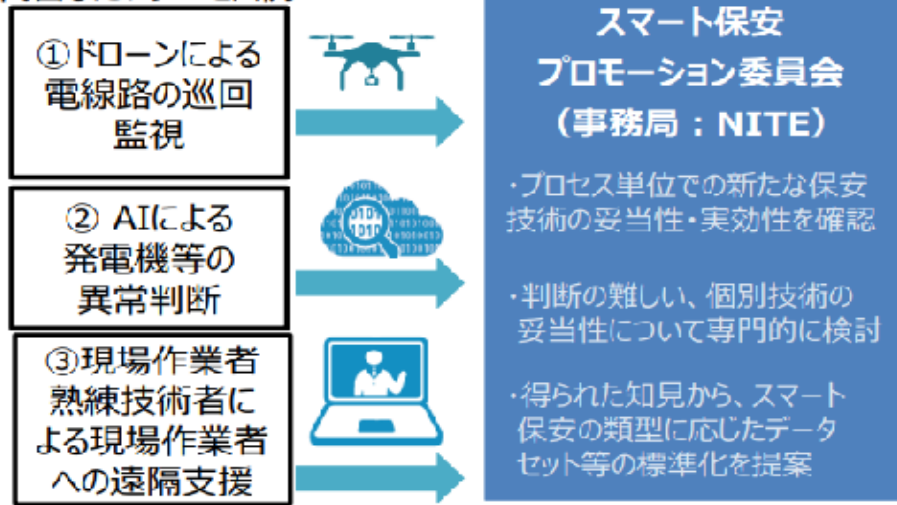 ①ドローンによる
電線路の巡回
監視
② AIによる
発電機等の
異常判断
③現場作業者
熟練技術者に
よる現場作業者
への遠隔支援
スマート保安
プロモーション委員会
（事務局：NITE）
・プロセス単位での新たな保安
技術の妥当性・実効性を確認
・判断の難しい、個別技術の
妥当性について専門的に検討
・得られた知見から、スマート
保安の類型に応じたデータ
セット等の標準化を提案